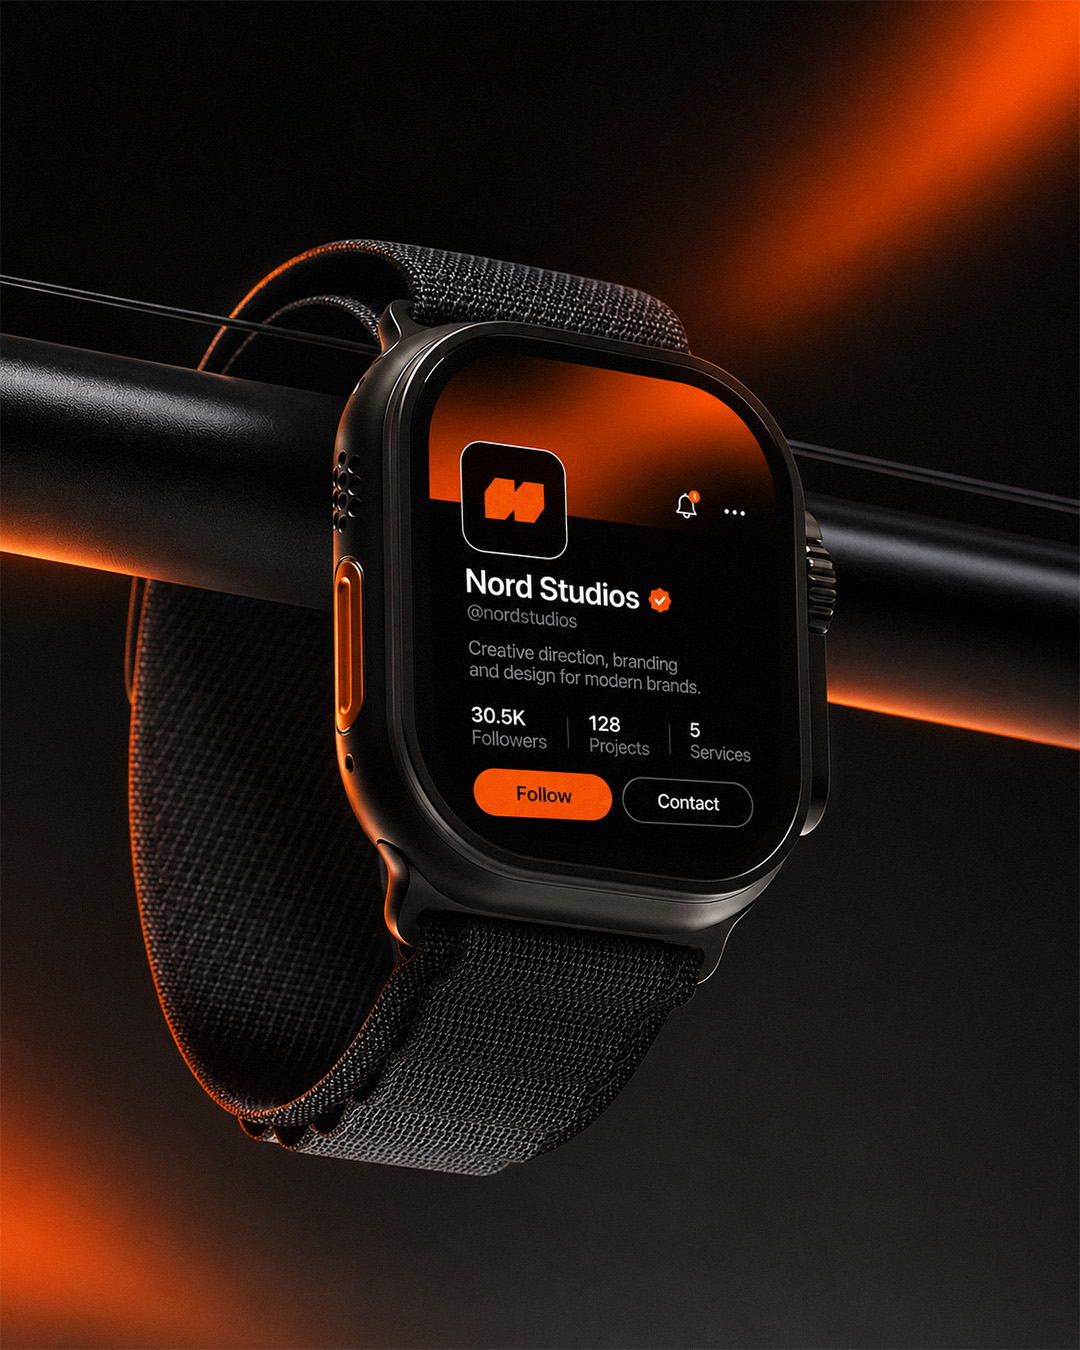 1
Nord Studios
@nordstudios
Creative direction, branding
and design for modern brands.
30.5K
Followers
128
Projects
5
Services
Follow
Contact